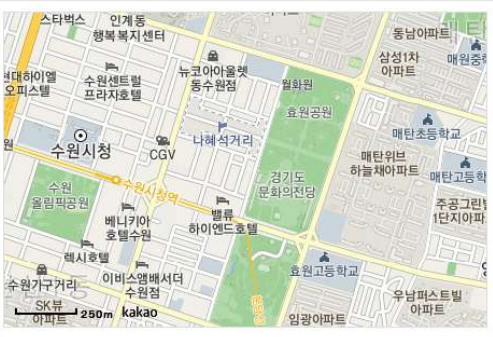 스타벅스
인계동
행복복지센터
동남아파트
매원중
삼성1차
아파트
뉴코아아울렛
동수원점
월화원
현대하이엘
오피스텔
수원센트럴
프라자호텔
효원공원
나혜석거리
매탄초등학교
수원시청
CGV
매탄위브
하늘채아파트
매탄고등학
수원시청역
경기도
문화의전당
수원
올림픽공원
주공그린빌
1단지아파
베니키아
호텔수원
밸류
하이엔드호텔
렉시호텔
효원고등학교
수원가구거리
이비스앰배서더
수원점
우남퍼스트빌
아파트
SK뷰
아파트
250m
kakao
임광아파트